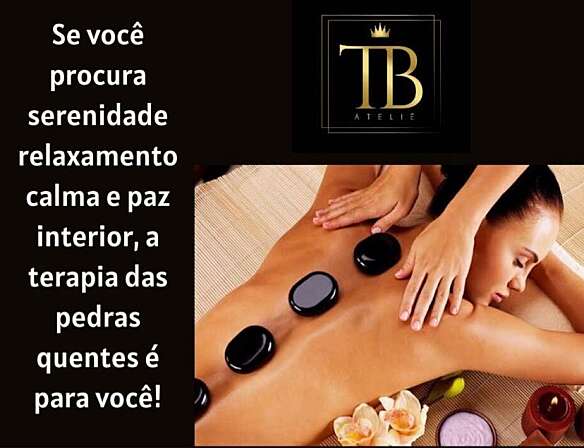 Se você
procura
serenidade
relaxamento
calma e paz
interior, a
terapia das
pedras
quentes é
para você!
TB
ATELIÊ